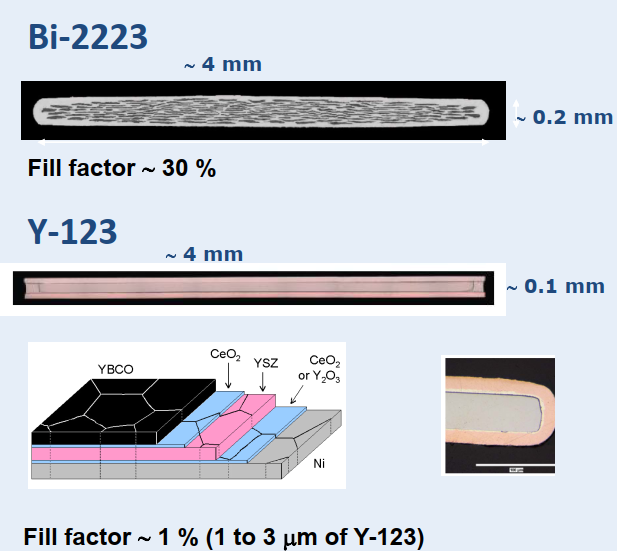 Bi-2223
~ 4 mm
~ 0.2 mm
Fill factor ~ 30 %
Y-123
~ 4 mm
~ 0.1 mm
YBCO
CeO₂
YSZ
CeO₂
or Y₂O₃
Ni
Fill factor ~ 1 % (1 to 3 μm of Y-123)